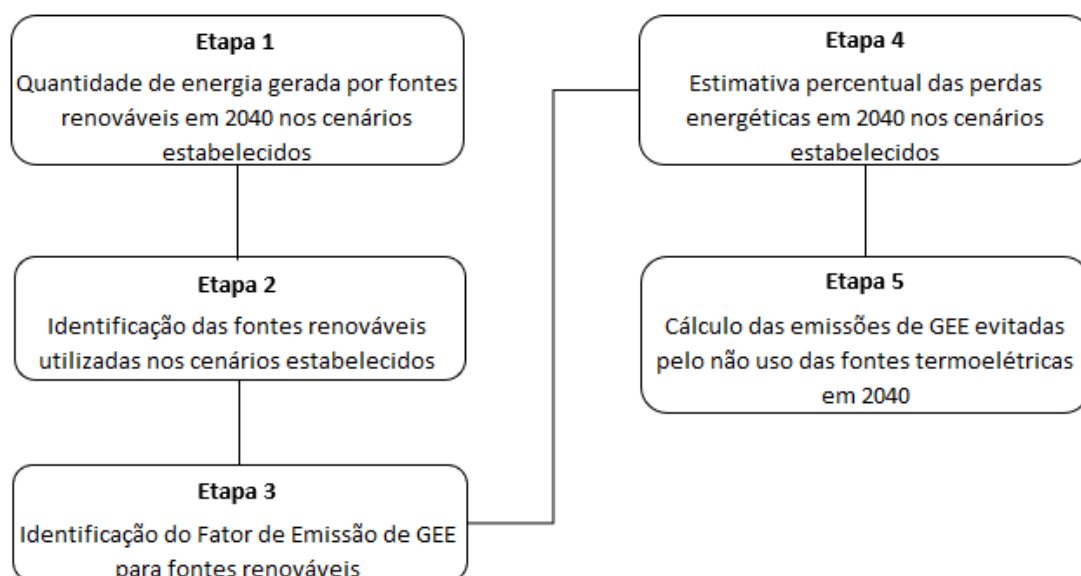 Etapa 1
Quantidade de energia gerada por fontes
renováveis em 2040 nos cenários
estabelecidos
Etapa 2
Identificação das fontes renováveis
utilizadas nos cenários estabelecidos
Etapa 3
Identificação do Fator de Emissão de GEE
para fontes renováveis
Etapa 4
Estimativa percentual das perdas
energéticas em 2040 nos cenários
estabelecidos
Etapa 5
Cálculo das emissões de GEE evitadas
pelo não uso das fontes termoelétricas
em 2040